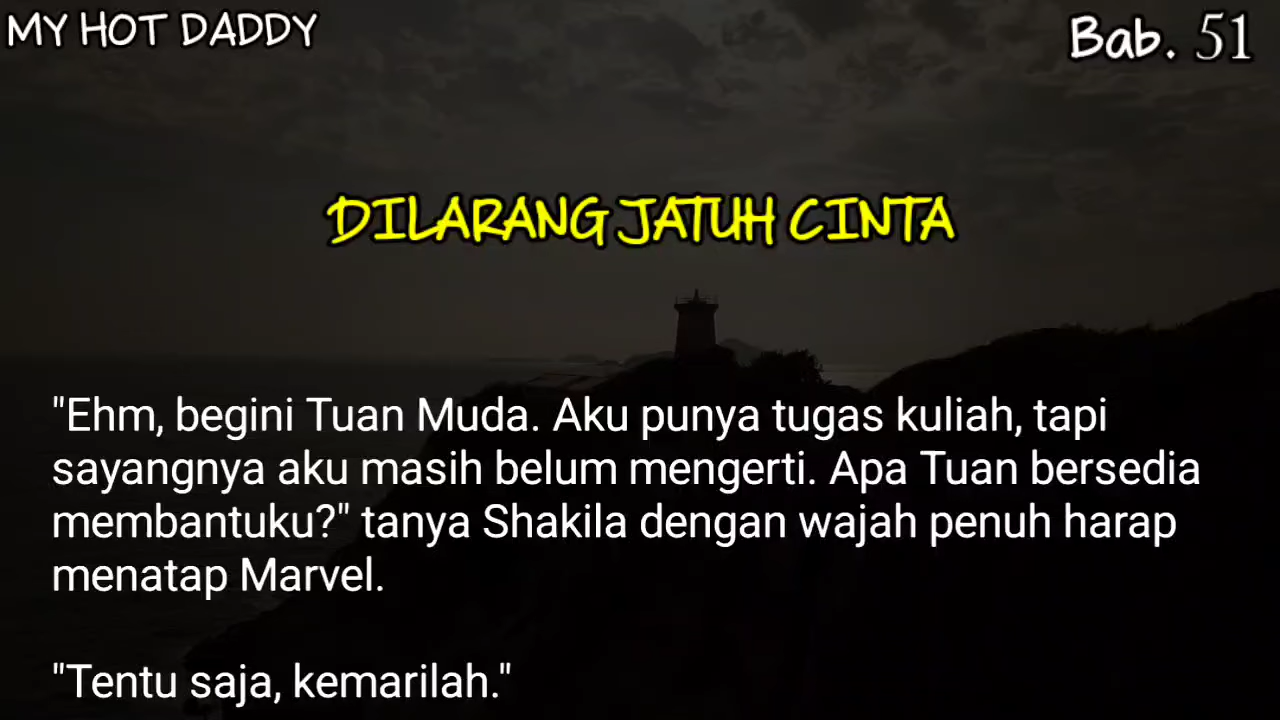 MY HOT DADDY
Bab. 51
DILARANG JATUH CINTA
"Ehm, begini Tuan Muda. Aku punya tugas kuliah, tapi
sayangnya aku masih belum mengerti. Apa Tuan bersedia
membantuku?" tanya Shakila dengan wajah penuh harap
menatap Marvel.
"Tentu saja, kemarilah."